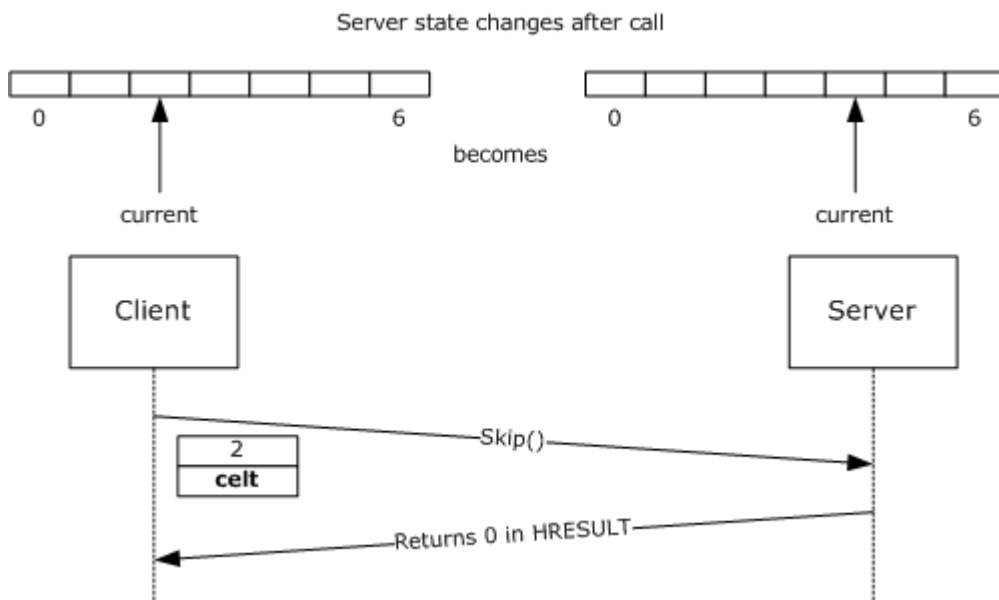 Server state changes after call
0 6 0 6
becomes
current current
Client Server
Skip()
2
celt
Returns 0 in HRESULT